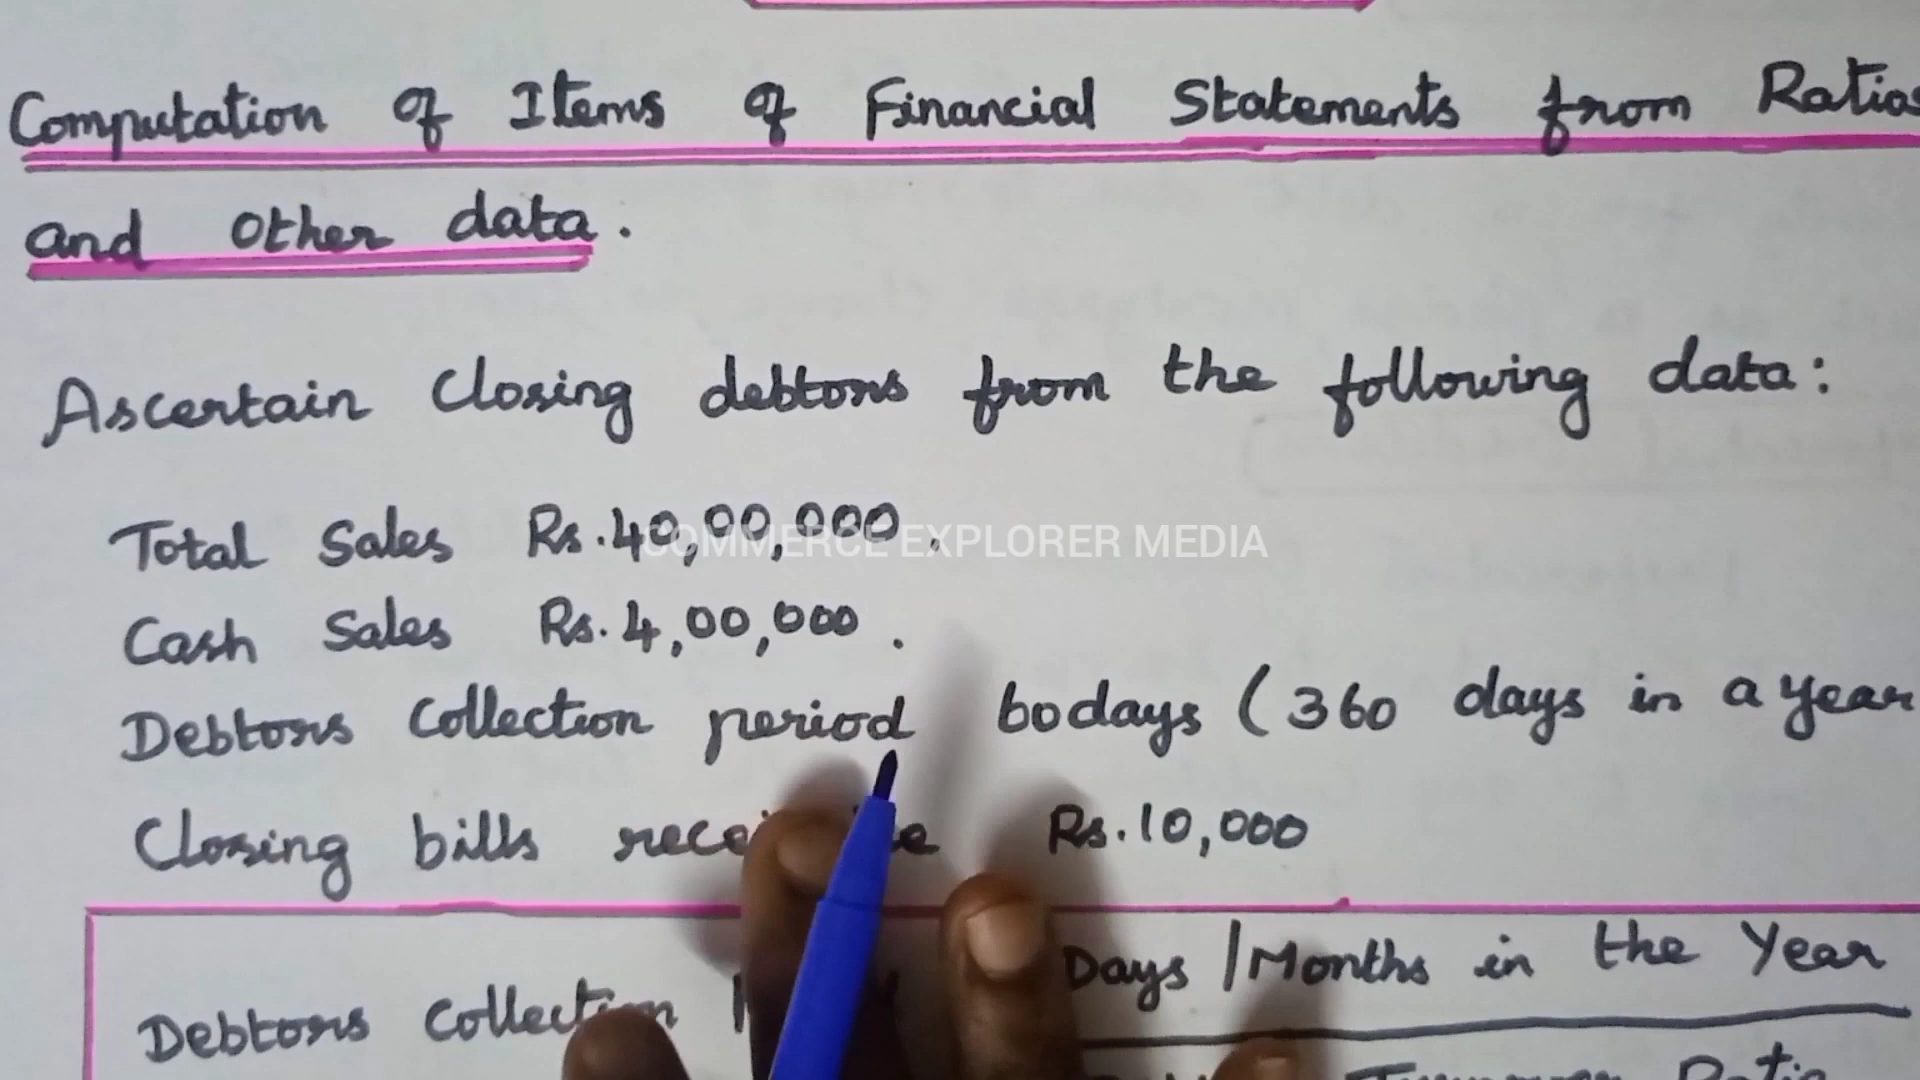 Computation of Items of Financial Statements from Ratios
and Other data.
Ascertain Closing debtors from the following data:
Total Sales Rs.40,00,000.
COMMERCE EXPLORER MEDIA
Cash Sales Rs.4,00,000.
Debtors Collection period 60days (360 days in a year
Closing bills Rs.10,000
Days/Months in the Year
Debtors Collection
Ratio